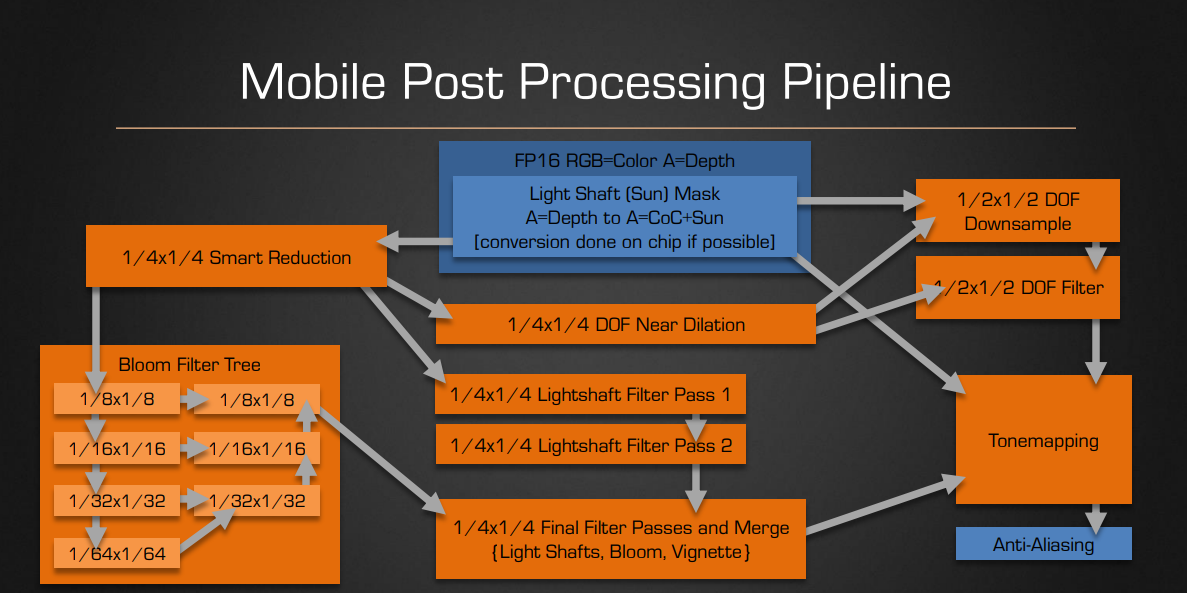 Mobile Post Processing Pipeline
FP16 RGB=Color A=Depth
Light Shaft (Sun) Mask
A=Depth to A=CoC+Sun
[conversion done on chip if possible]
1/2x1/2 DOF
Downsample
1/4x1/4 Smart Reduction
1/2x1/2 DOF Filter
1/4x1/4 DOF Near Dilation
Bloom Filter Tree
1/8x1/8
1/8x1/8
1/16x1/16
1/16x1/16
1/32x1/32
1/32x1/32
1/64x1/64
1/4x1/4 Lightshaft Filter Pass 1
1/4x1/4 Lightshaft Filter Pass 2
1/4x1/4 Final Filter Passes and Merge
{Light Shafts, Bloom, Vignette}
Tonemapping
Anti-Aliasing